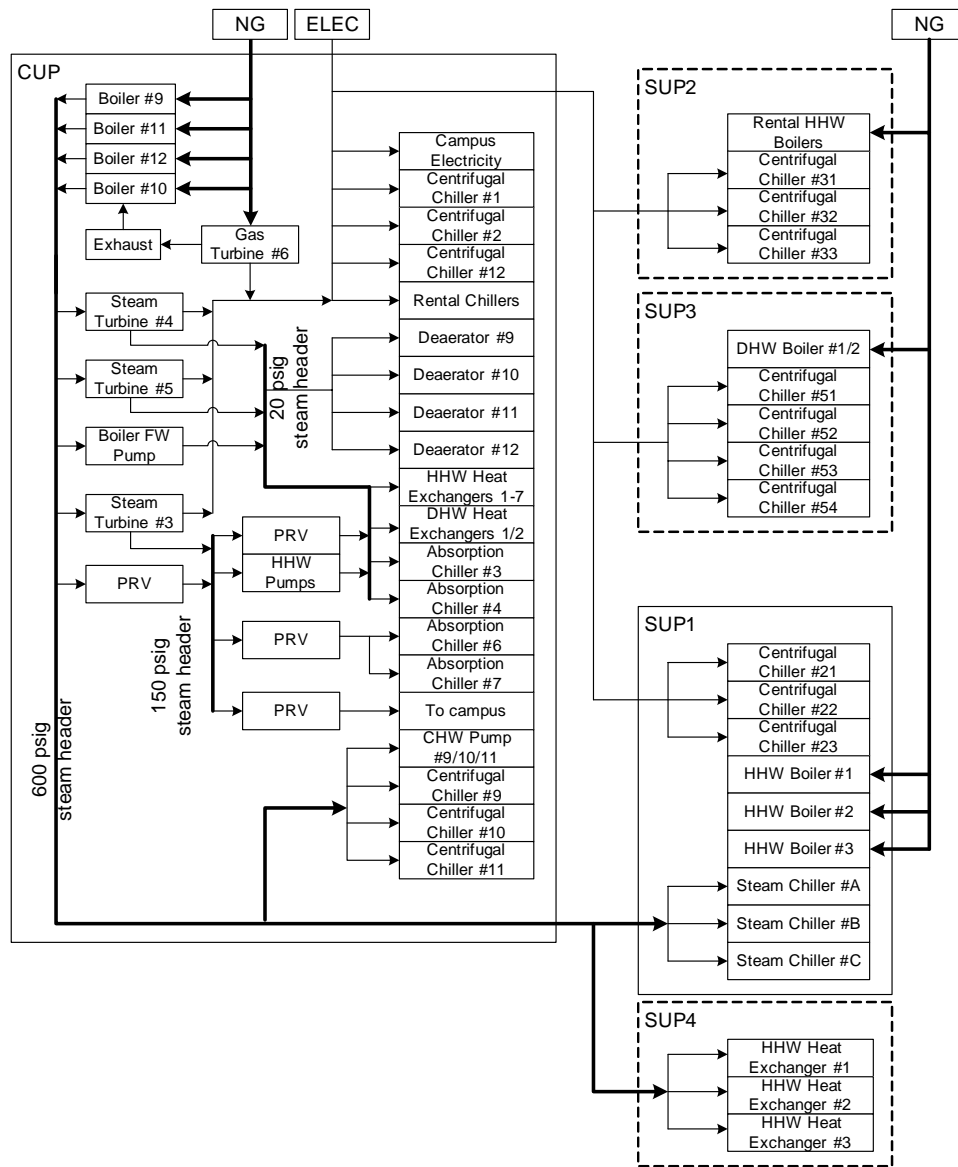 NG
ELEC
NG
CUP
Boiler #9
Boiler #11
Boiler #12
Boiler #10
Exhaust
Gas
Turbine #6
Steam
Turbine #4
Steam
Turbine #5
Boiler FW
Pump
Steam
Turbine #3
PRV
600 psig
steam header
20 psig
steam header
150 psig
steam header
PRV
HHW
Pumps
PRV
PRV
Campus
Electricity
Centrifugal
Chiller #1
Centrifugal
Chiller #2
Centrifugal
Chiller #12
Rental Chillers
Deaerator #9
Deaerator #10
Deaerator #11
Deaerator #12
HHW Heat
Exchangers 1-7
DHW Heat
Exchangers 1/2
Absorption
Chiller #3
Absorption
Chiller #4
Absorption
Chiller #6
Absorption
Chiller #7
To campus
CHW Pump
#9/10/11
Centrifugal
Chiller #9
Centrifugal
Chiller #10
Centrifugal
Chiller #11
SUP2
Rental HHW
Boilers
Centrifugal
Chiller #31
Centrifugal
Chiller #32
Centrifugal
Chiller #33
SUP3
DHW Boiler #1/2
Centrifugal
Chiller #51
Centrifugal
Chiller #52
Centrifugal
Chiller #53
Centrifugal
Chiller #54
SUP1
Centrifugal
Chiller #21
Centrifugal
Chiller #22
Centrifugal
Chiller #23
HHW Boiler #1
HHW Boiler #2
HHW Boiler #3
Steam Chiller #A
Steam Chiller #B
Steam Chiller #C
SUP4
HHW Heat
Exchanger #1
HHW Heat
Exchanger #2
HHW Heat
Exchanger #3